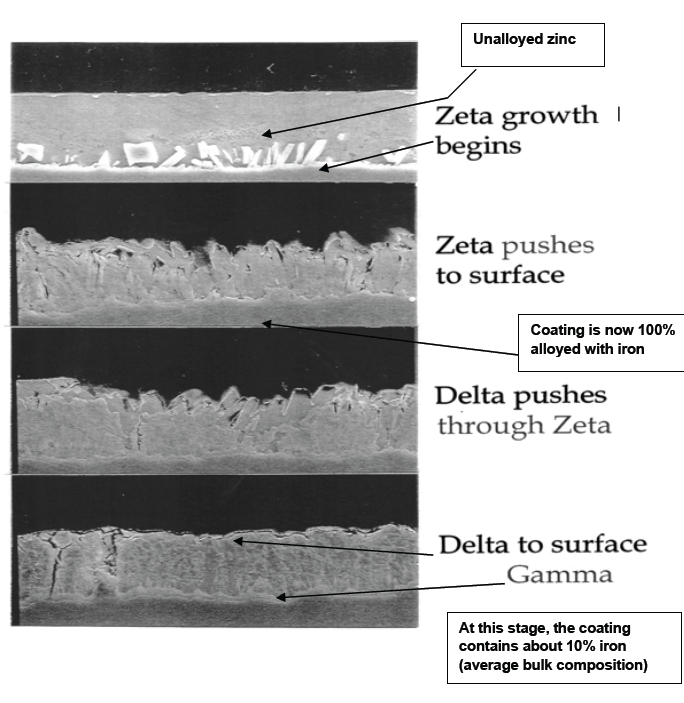 Unalloyed zinc
Zeta growth
begins
Zeta pushes
to surface
Coating is now 100%
alloyed with iron
Delta pushes
through Zeta
Delta to surface
Gamma
At this stage, the coating
contains about 10% iron
(average bulk composition)